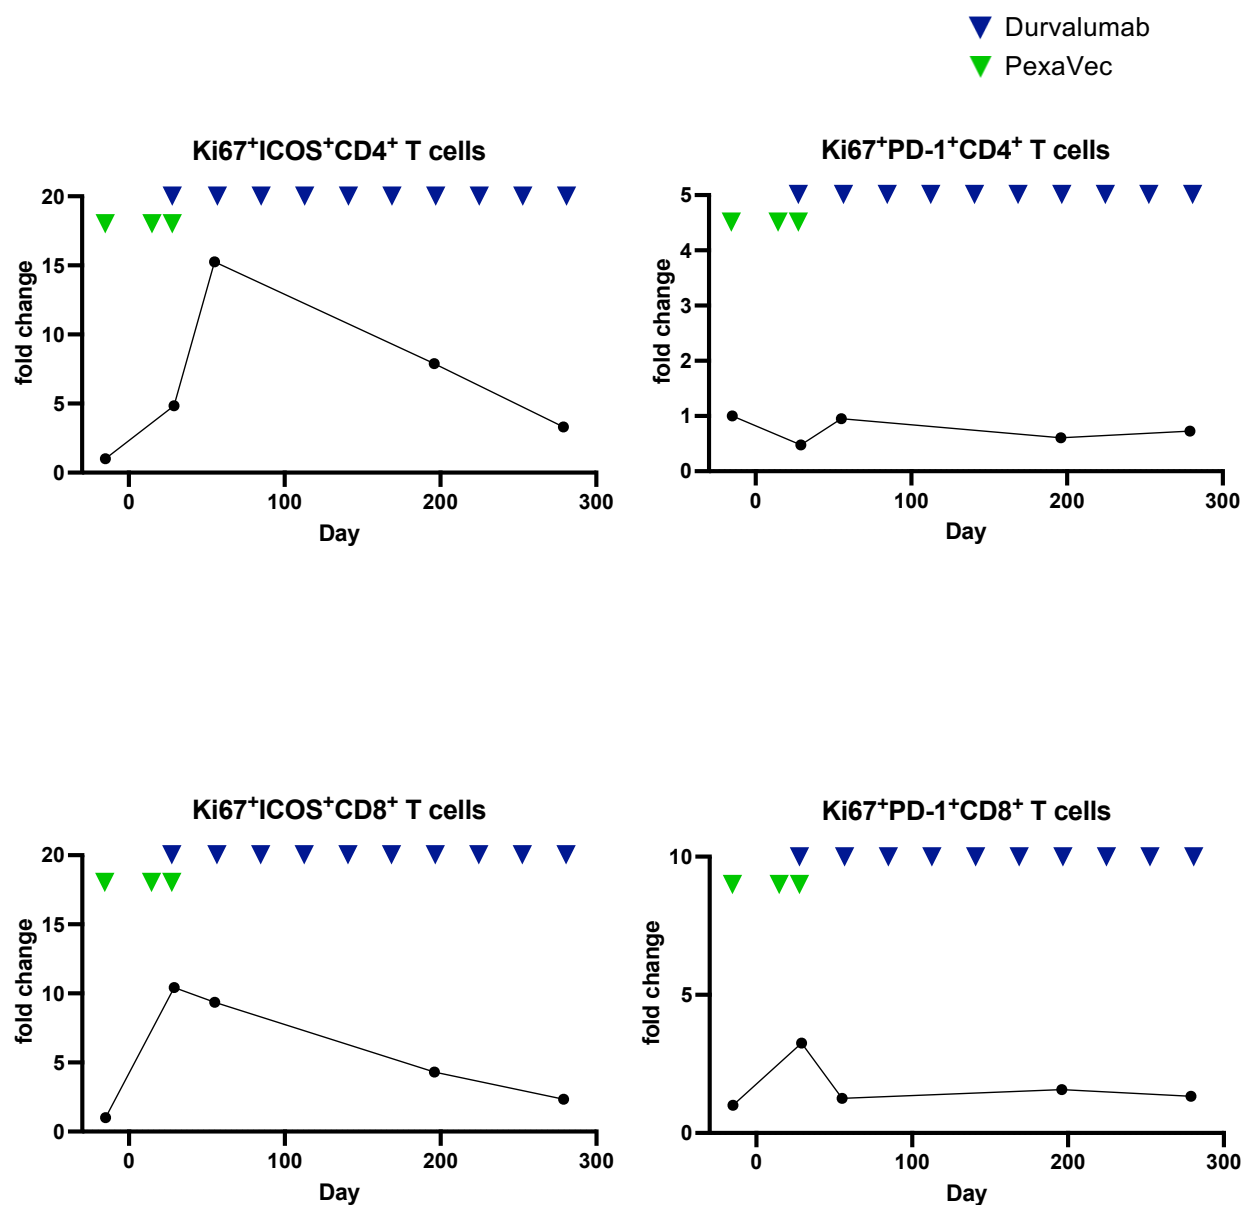 Durvalumab
PexaVec
Ki67⁺ICOS⁺CD4⁺ T cells
20
15
10
5
0
fold change
0 100 200 300
Day
Ki67⁺PD-1⁺CD4⁺ T cells
5
4
3
2
1
0
fold change
0 100 200 300
Day
Ki67⁺ICOS⁺CD8⁺ T cells
20
15
10
5
0
fold change
0 100 200 300
Day
Ki67⁺PD-1⁺CD8⁺ T cells
10
5
0
fold change
0 100 200 300
Day